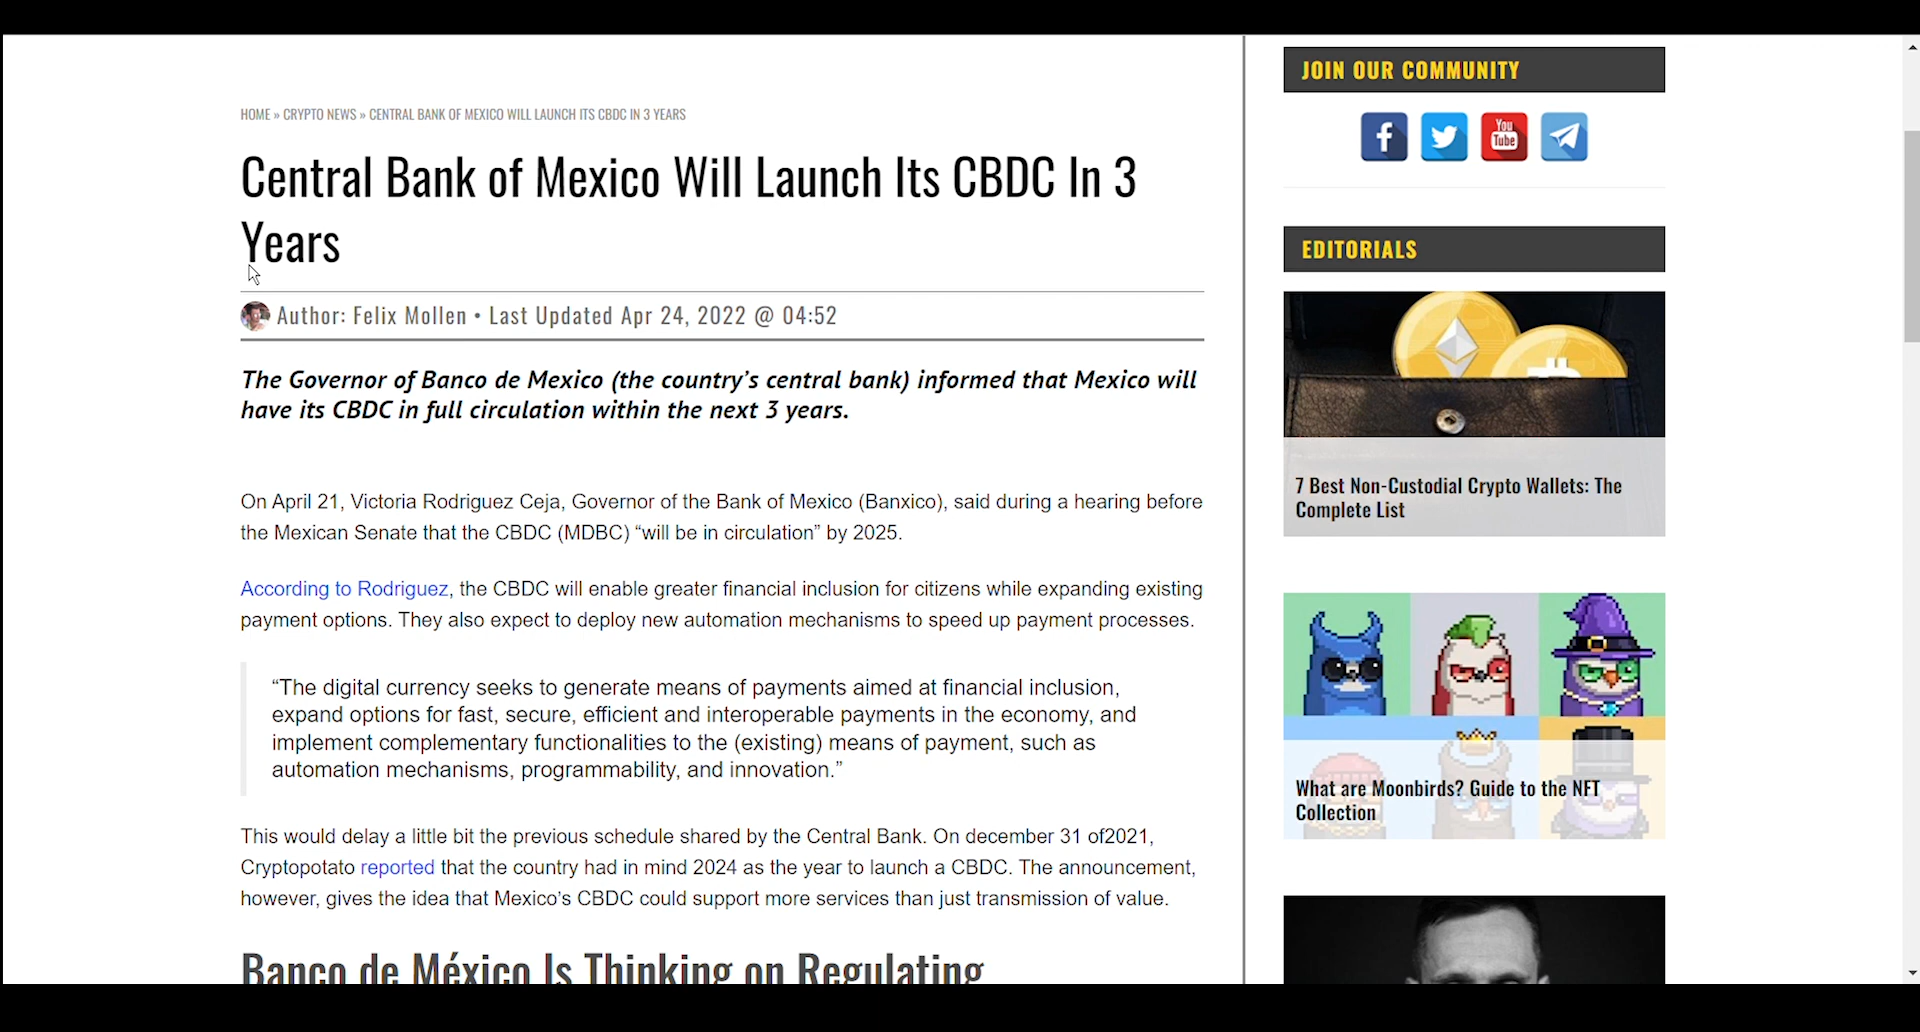 HOME » CRYPTO NEWS » CENTRAL BANK OF MEXICO WILL LAUNCH ITS CBDC IN 3 YEARS
Central Bank of Mexico Will Launch Its CBDC In 3
Years
Author: Felix Mollen • Last Updated Apr 24, 2022 @ 04:52
The Governor of Banco de Mexico (the country's central bank) informed that Mexico will
have its CBDC in full circulation within the next 3 years.
On April 21, Victoria Rodriguez Ceja, Governor of the Bank of Mexico (Banxico), said during a hearing before
the Mexican Senate that the CBDC (MDBC) “will be in circulation” by 2025.
According to Rodriguez, the CBDC will enable greater financial inclusion for citizens while expanding existing
payment options. They also expect to deploy new automation mechanisms to speed up payment processes.
“The digital currency seeks to generate means of payments aimed at financial inclusion,
expand options for fast, secure, efficient and interoperable payments in the economy, and
implement complementary functionalities to the (existing) means of payment, such as
automation mechanisms, programmability, and innovation.”
This would delay a little bit the previous schedule shared by the Central Bank. On december 31 of2021,
Cryptopotato reported that the country had in mind 2024 as the year to launch a CBDC. The announcement,
however, gives the idea that Mexico's CBDC could support more services than just transmission of value.
Banco de México Is Thinking on Regulating
JOIN OUR COMMUNITY
You
Tube
EDITORIALS
7 Best Non-Custodial Crypto Wallets: The
Complete List
What are Moonbirds? Guide to the NFT
Collection